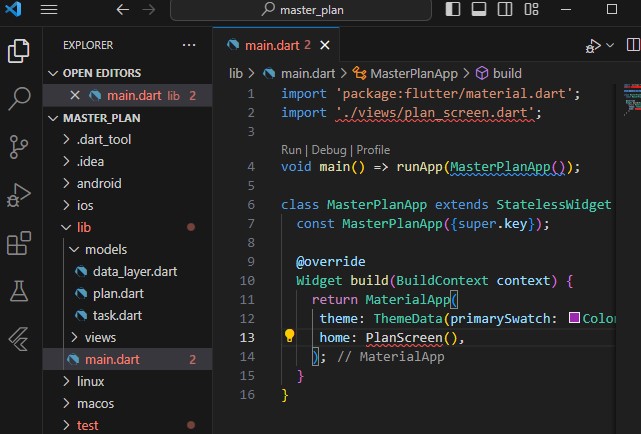 master_plan
EXPLORER
OPEN EDITORS
main.dart lib 2
MASTER_PLAN
.dart_tool
.idea
android
ios
lib
models
data_layer.dart
plan.dart
task.dart
views
main.dart 2
linux
macos
test
main.dart 2
lib > main.dart > MasterPlanApp > build
1 import 'package:flutter/material.dart';
2 import './views/plan_screen.dart';
3
Run | Debug | Profile
4 void main() => runApp(MasterPlanApp());
5
6 class MasterPlanApp extends StatelessWidget
7 const MasterPlanApp({super.key});
8
9 @override
10 Widget build(BuildContext context) {
11 return MaterialApp(
12 theme: ThemeData(primarySwatch: Colo
13 home: PlanScreen(),
14 ); // MaterialApp
15 }
16 }